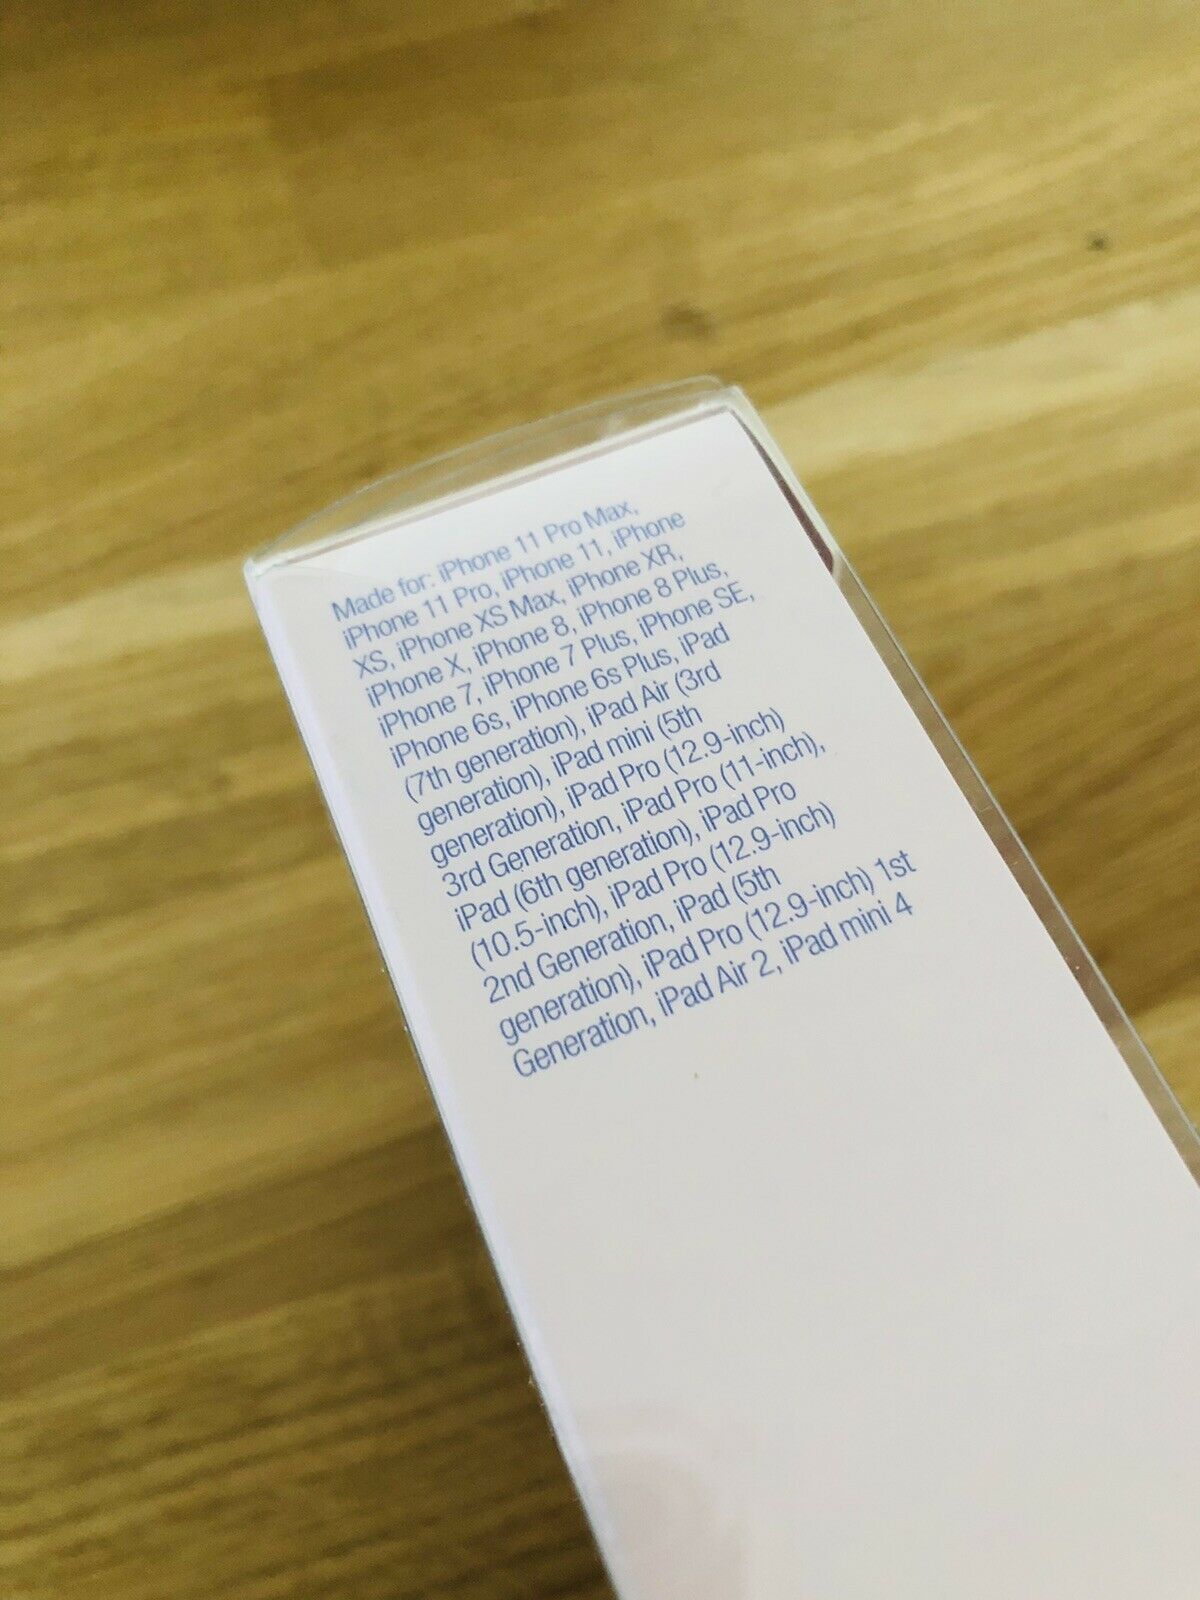 Made for: iPhone 11 Pro Max,
iPhone 11 Pro, iPhone 11, iPhone
XS, iPhone XS Max, iPhone XR,
iPhone X, iPhone 8, iPhone 8 Plus,
iPhone 7, iPhone 7 Plus, iPhone SE,
iPhone 6s, iPhone 6s Plus, iPad
(7th generation), iPad Air (3rd
generation), iPad mini (5th
generation), iPad Pro (12.9-inch)
3rd Generation, iPad Pro (11-inch),
iPad (6th generation), iPad Pro
(10.5-inch), iPad Pro (12.9-inch)
2nd Generation, iPad (5th
generation), iPad Pro (12.9-inch) 1st
Generation, iPad Air 2, iPad mini 4